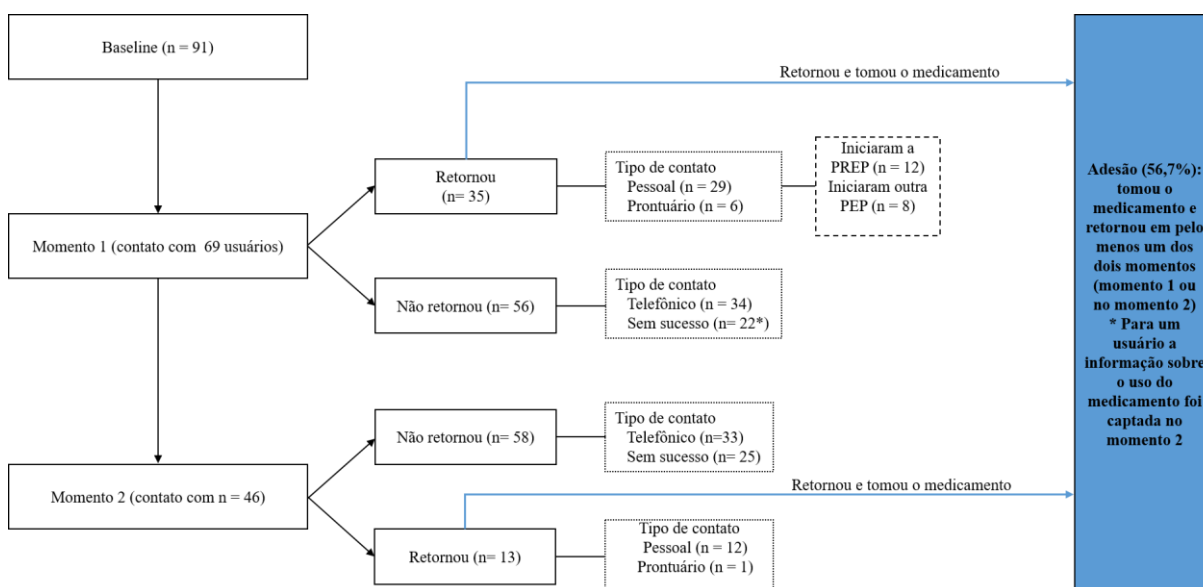 Baseline (n = 91)
Retornou e tomou o medicamento
Momento 1 (contato com  69 usuários)
Retornou
(n= 35)
Tipo de contato
Pessoal (n = 29)
Prontuário (n = 6)
Iniciaram a
PREP (n = 12)
Iniciaram outra
PEP (n = 8)
Não retornou (n= 56)
Tipo de contato
Telefônico (n = 34)
Sem sucesso (n= 22*)
Momento 2 (contato com n = 46)
Não retornou (n= 58)
Tipo de contato
Telefônico (n=33)
Sem sucesso (n= 25)
Retornou e tomou o medicamento
Retornou (n= 13)
Tipo de contato
Pessoal (n = 12)
Prontuário (n = 1)
Adesão (56,7%):
tomou o
medicamento e
retornou em pelo
menos um dos
dois momentos
(momento 1 ou
no momento 2)
* Para um
usuário a
informação sobre
o uso do
medicamento foi
captada no
momento 2